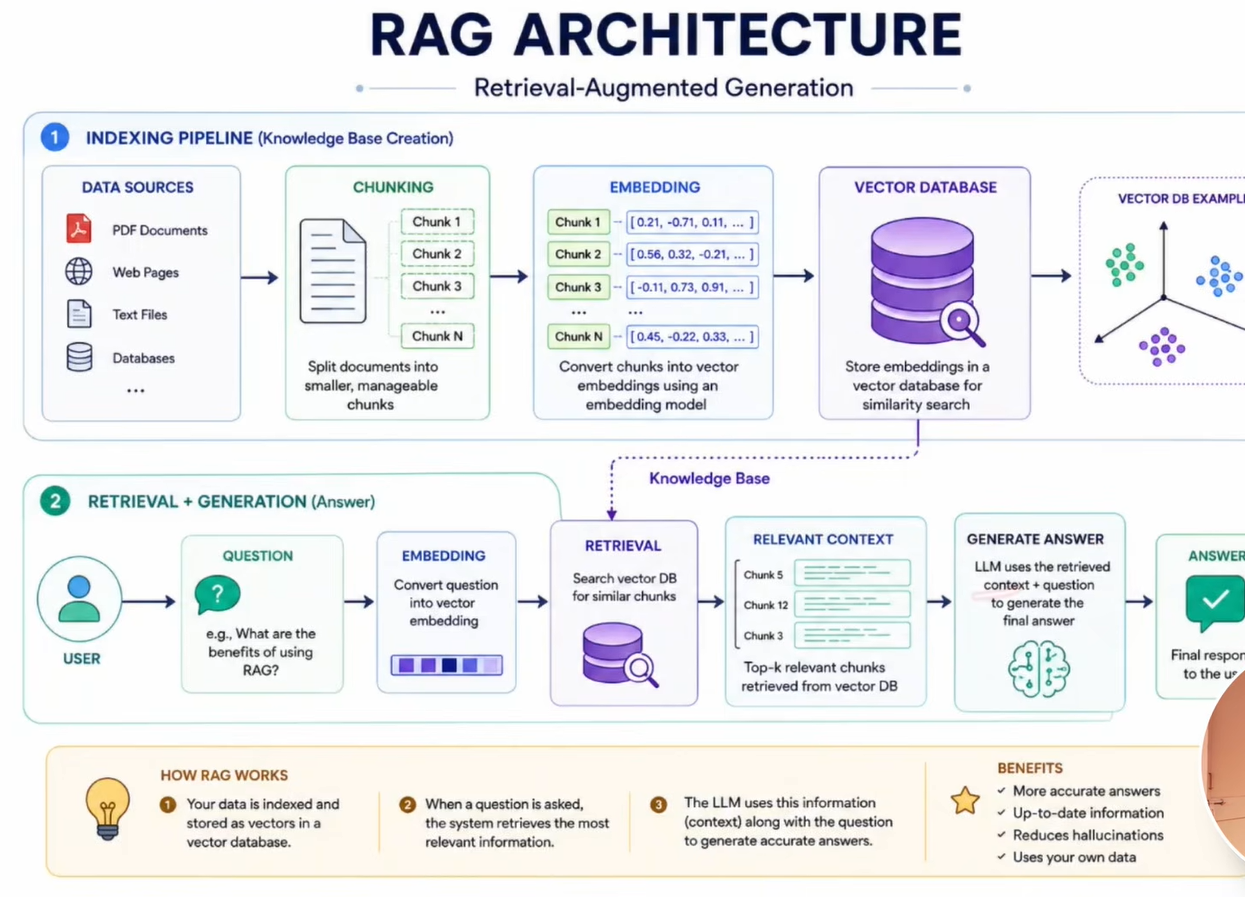 RAG ARCHITECTURE
Retrieval-Augmented Generation
1 INDEXING PIPELINE (Knowledge Base Creation)
DATA SOURCES
PDF Documents
Web Pages
Text Files
Databases
...
CHUNKING
Chunk 1
Chunk 2
Chunk 3
...
Chunk N
Split documents into
smaller, manageable
chunks
EMBEDDING
Chunk 1 [ 0.21, -0.71, 0.11, ... ]
Chunk 2 [ 0.56, 0.32, -0.21, ... ]
Chunk 3 [ -0.11, 0.73, 0.91, ... ]
... ...
Chunk N [ 0.45, -0.22, 0.33, ... ]
Convert chunks into vector
embeddings using an
embedding model
VECTOR DATABASE
Store embeddings in a
vector database for
similarity search
VECTOR DB
Knowledge Base
2 RETRIEVAL + GENERATION (Answer)
USER
QUESTION
?
e.g., What are the
benefits of using
RAG?
EMBEDDING
Convert question
into vector
embedding
RETRIEVAL
Search vector DB
for similar chunks
RELEVANT CONTEXT
Chunk 5
Chunk 12
Chunk 3
Top-k relevant chunks
retrieved from vector DB
GENERATE ANSWER
LLM uses the retrieved
context + question
to generate the
final answer
ANSWER
Final
to the
HOW RAG WORKS
1 Your data is indexed and
stored as vectors in a
vector database.
2 When a question is asked,
the system retrieves the most
relevant information.
3 The LLM uses this information
(context) along with the question
to generate accurate answers.
BENEFITS
✓ More accurate answers
✓ Up-to-date information
✓ Reduces hallucinations
✓ Uses your own data